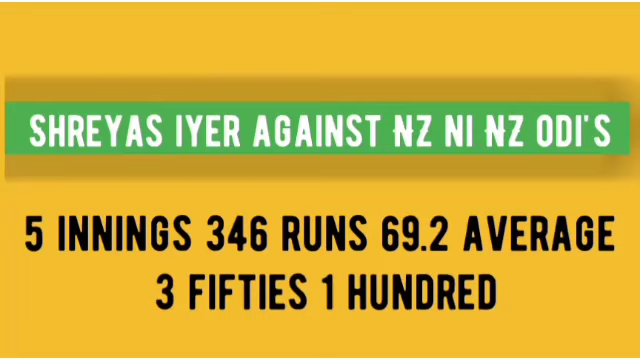 SHREYAS IYER AGAINST NZ NI NZ ODI'S
5 INNINGS 346 RUNS 69.2 AVERAGE
3 FIFTIES 1 HUNDRED